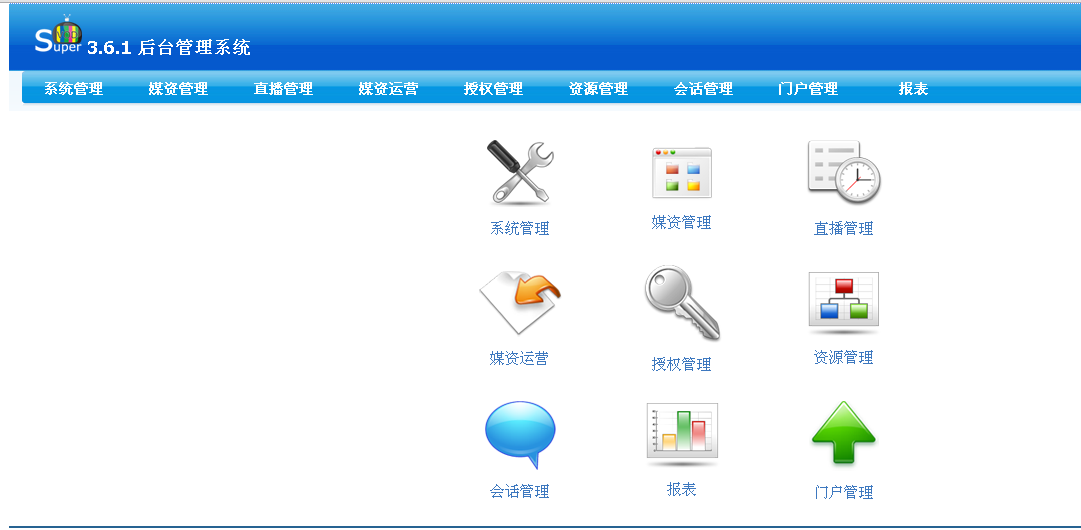 Super VOD 3.6.1 后台管理系统
系统管理 媒资管理 直播管理 媒资运营 授权管理 资源管理 会话管理 门户管理 报表
系统管理 媒资管理 直播管理
媒资运营 授权管理 资源管理
会话管理 报表 门户管理